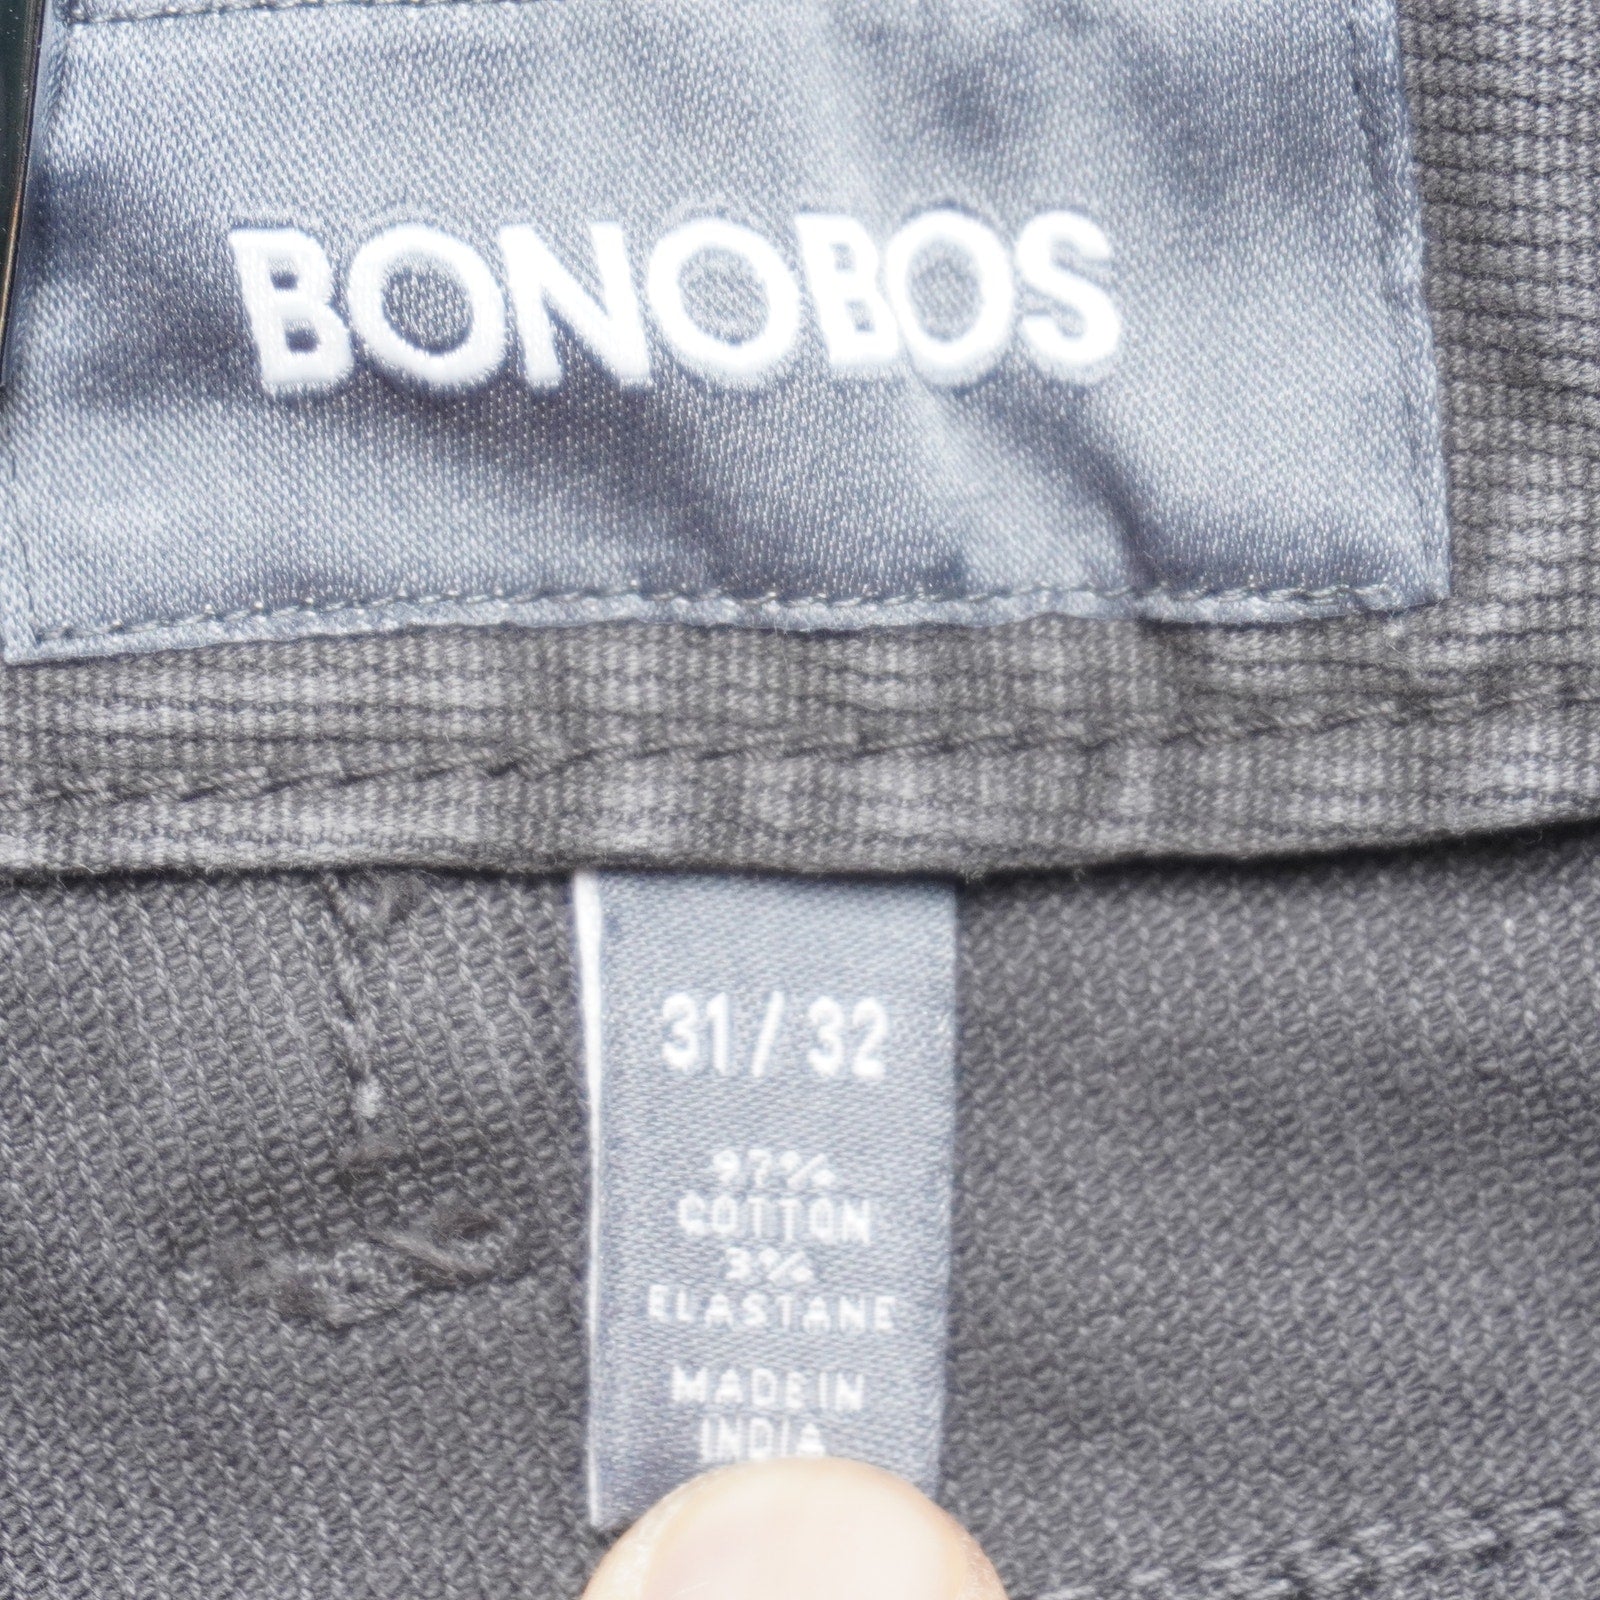 BONOBOS
31 / 32
97%
COTTON
3%
ELASTANE
MADE IN
INDIA